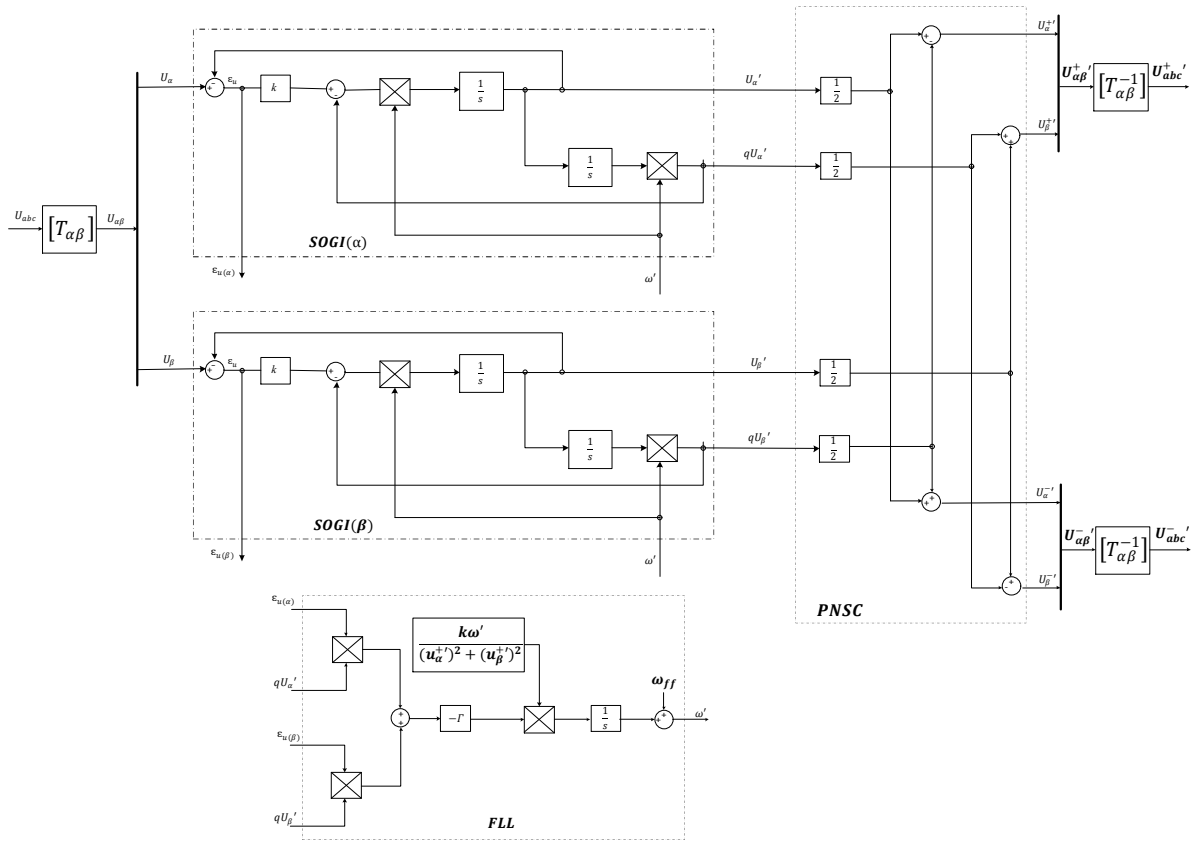 U_abc
[T_αβ]
U_αβ
U_α
+
−
ε_u
k
+
-
1/s
U_α′
1/s
qU_α′
SOGI(α)
ε_u(α)
ω′
U_β
+
−
ε_u
k
+
-
1/s
U_β′
1/s
qU_β′
SOGI(β)
ε_u(β)
ω′
1/2
1/2
1/2
1/2
+
-
+
+
+
+
-
+
PNSC
U_α^+′
U_β^+′
U_αβ^+′
[T_αβ^−1]
U_abc^+′
U_α^−′
U_β^−′
U_αβ^−′
[T_αβ^−1]
U_abc^−′
ε_u(α)
qU_α′
ε_u(β)
qU_β′
+
+
-Γ
kω′
(u_α^+′)^2 + (u_β^+′)^2
1/s
ω_ff
+
+
ω′
FLL